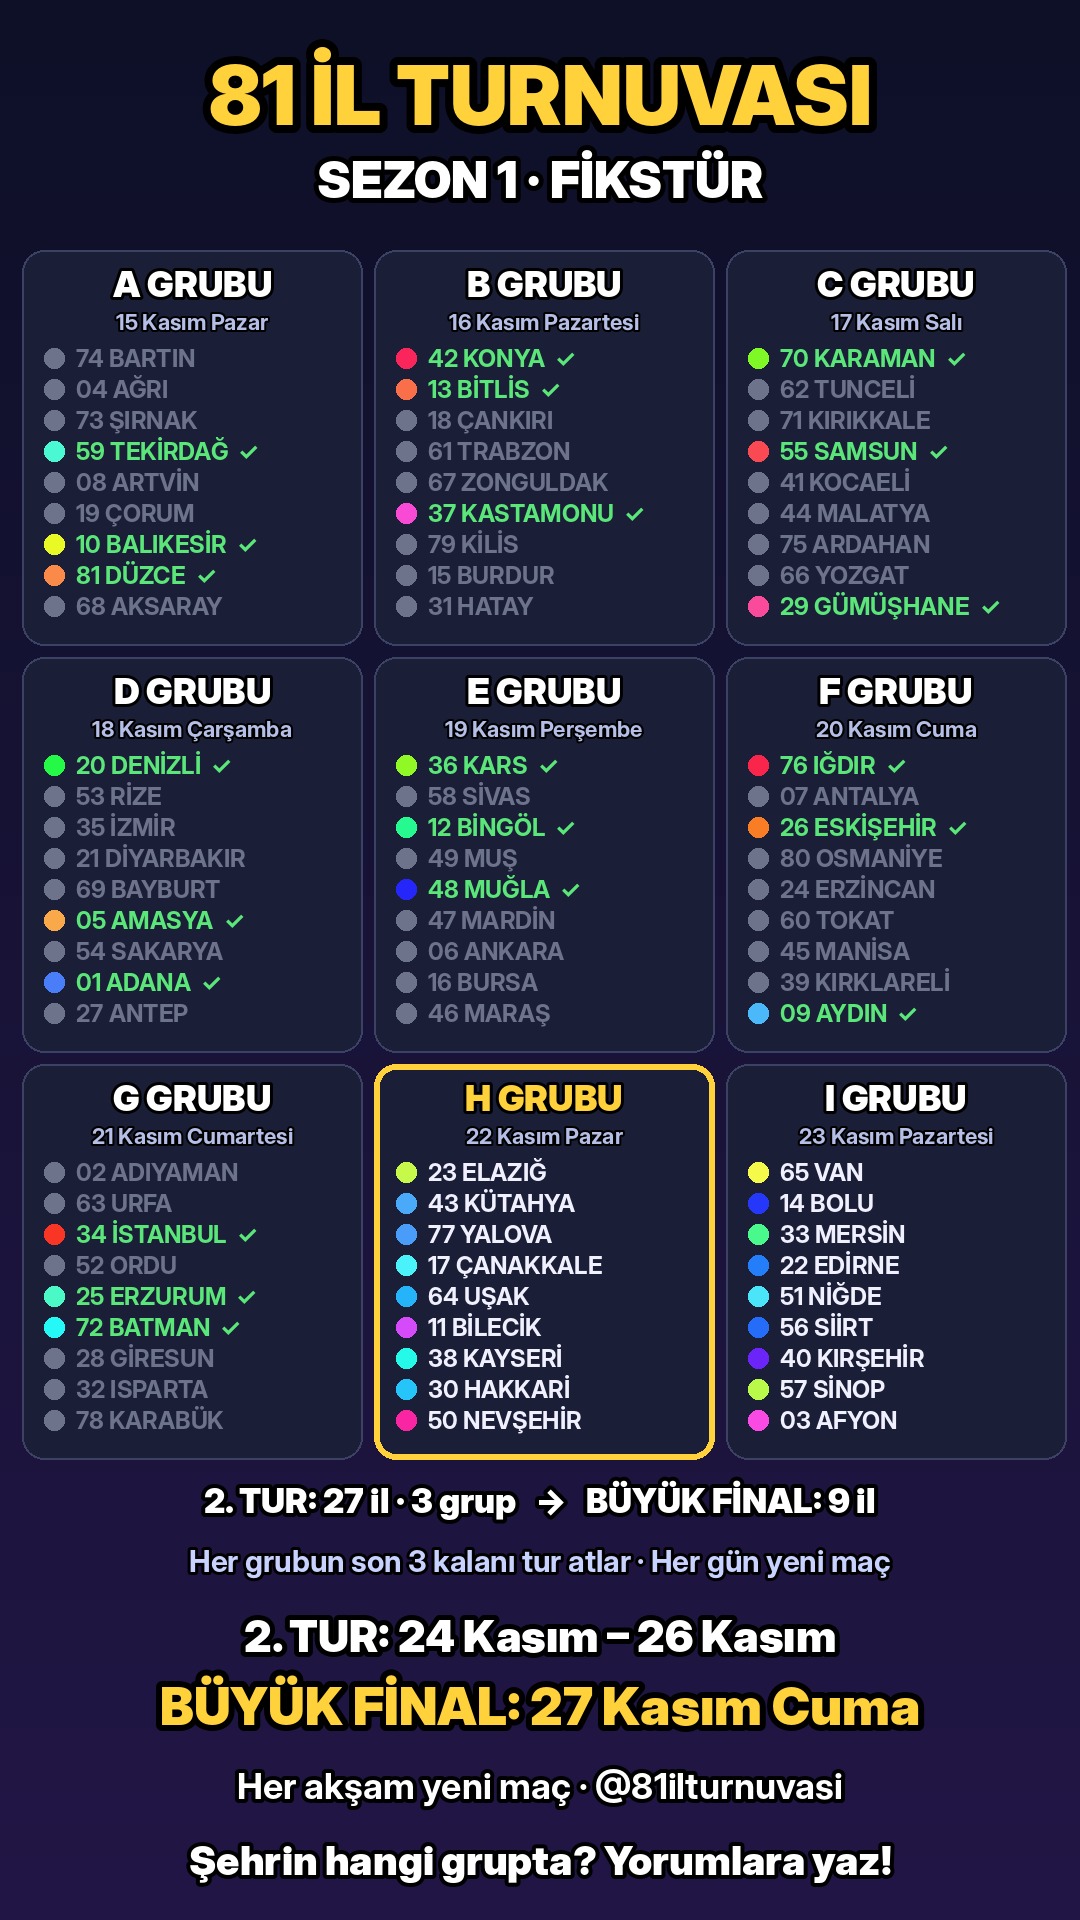 81 İL TURNUVASI
SEZON 1 · FİKSTÜR
A GRUBU
15 Kasım Pazar
74 BARTIN
04 AĞRI
73 ŞIRNAK
59 TEKİRDAĞ ✓
08 ARTVİN
19 ÇORUM
10 BALIKESİR ✓
81 DÜZCE ✓
68 AKSARAY
B GRUBU
16 Kasım Pazartesi
42 KONYA ✓
13 BİTLİS ✓
18 ÇANKIRI
61 TRABZON
67 ZONGULDAK
37 KASTAMONU ✓
79 KİLİS
15 BURDUR
31 HATAY
C GRUBU
17 Kasım Salı
70 KARAMAN ✓
62 TUNCELİ
71 KIRIKKALE
55 SAMSUN ✓
41 KOCAELİ
44 MALATYA
75 ARDAHAN
66 YOZGAT
29 GÜMÜŞHANE ✓
D GRUBU
18 Kasım Çarşamba
20 DENİZLİ ✓
53 RİZE
35 İZMİR
21 DİYARBAKIR
69 BAYBURT
05 AMASYA ✓
54 SAKARYA
01 ADANA ✓
27 ANTEP
E GRUBU
19 Kasım Perşembe
36 KARS ✓
58 SİVAS
12 BİNGÖL ✓
49 MUŞ
48 MUĞLA ✓
47 MARDİN
06 ANKARA
16 BURSA
46 MARAŞ
F GRUBU
20 Kasım Cuma
76 IĞDIR ✓
07 ANTALYA
26 ESKİŞEHİR ✓
80 OSMANİYE
24 ERZİNCAN
60 TOKAT
45 MANİSA
39 KIRKLARELİ
09 AYDIN ✓
G GRUBU
21 Kasım Cumartesi
02 ADIYAMAN
63 URFA
34 İSTANBUL ✓
52 ORDU
25 ERZURUM ✓
72 BATMAN ✓
28 GİRESUN
32 ISPARTA
78 KARABÜK
H GRUBU
22 Kasım Pazar
23 ELAZIĞ
43 KÜTAHYA
77 YALOVA
17 ÇANAKKALE
64 UŞAK
11 BİLECİK
38 KAYSERİ
30 HAKKARİ
50 NEVŞEHİR
I GRUBU
23 Kasım Pazartesi
65 VAN
14 BOLU
33 MERSİN
22 EDİRNE
51 NİĞDE
56 SİİRT
40 KIRŞEHİR
57 SİNOP
03 AFYON
2. TUR: 27 il · 3 grup → BÜYÜK FİNAL: 9 il
Her grubun son 3 kalanı tur atlar · Her gün yeni maç
2. TUR: 24 Kasım – 26 Kasım
BÜYÜK FİNAL: 27 Kasım Cuma
Her akşam yeni maç · @81ilturnuvasi
Şehrin hangi grupta? Yorumlara yaz!